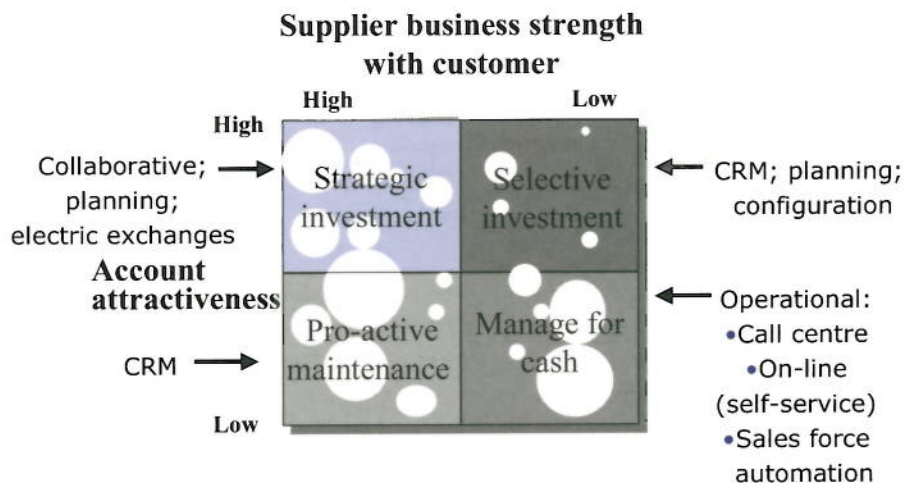 Supplier business strength
with customer
High
Low
High
Collaborative;
planning;
electric exchanges
Strategic
investment
Selective
investment
CRM; planning;
configuration
Account
attractiveness
Pro-active
maintenance
Manage for
cash
CRM
Low
Operational:
•Call centre
•On-line
(self-service)
•Sales force
automation